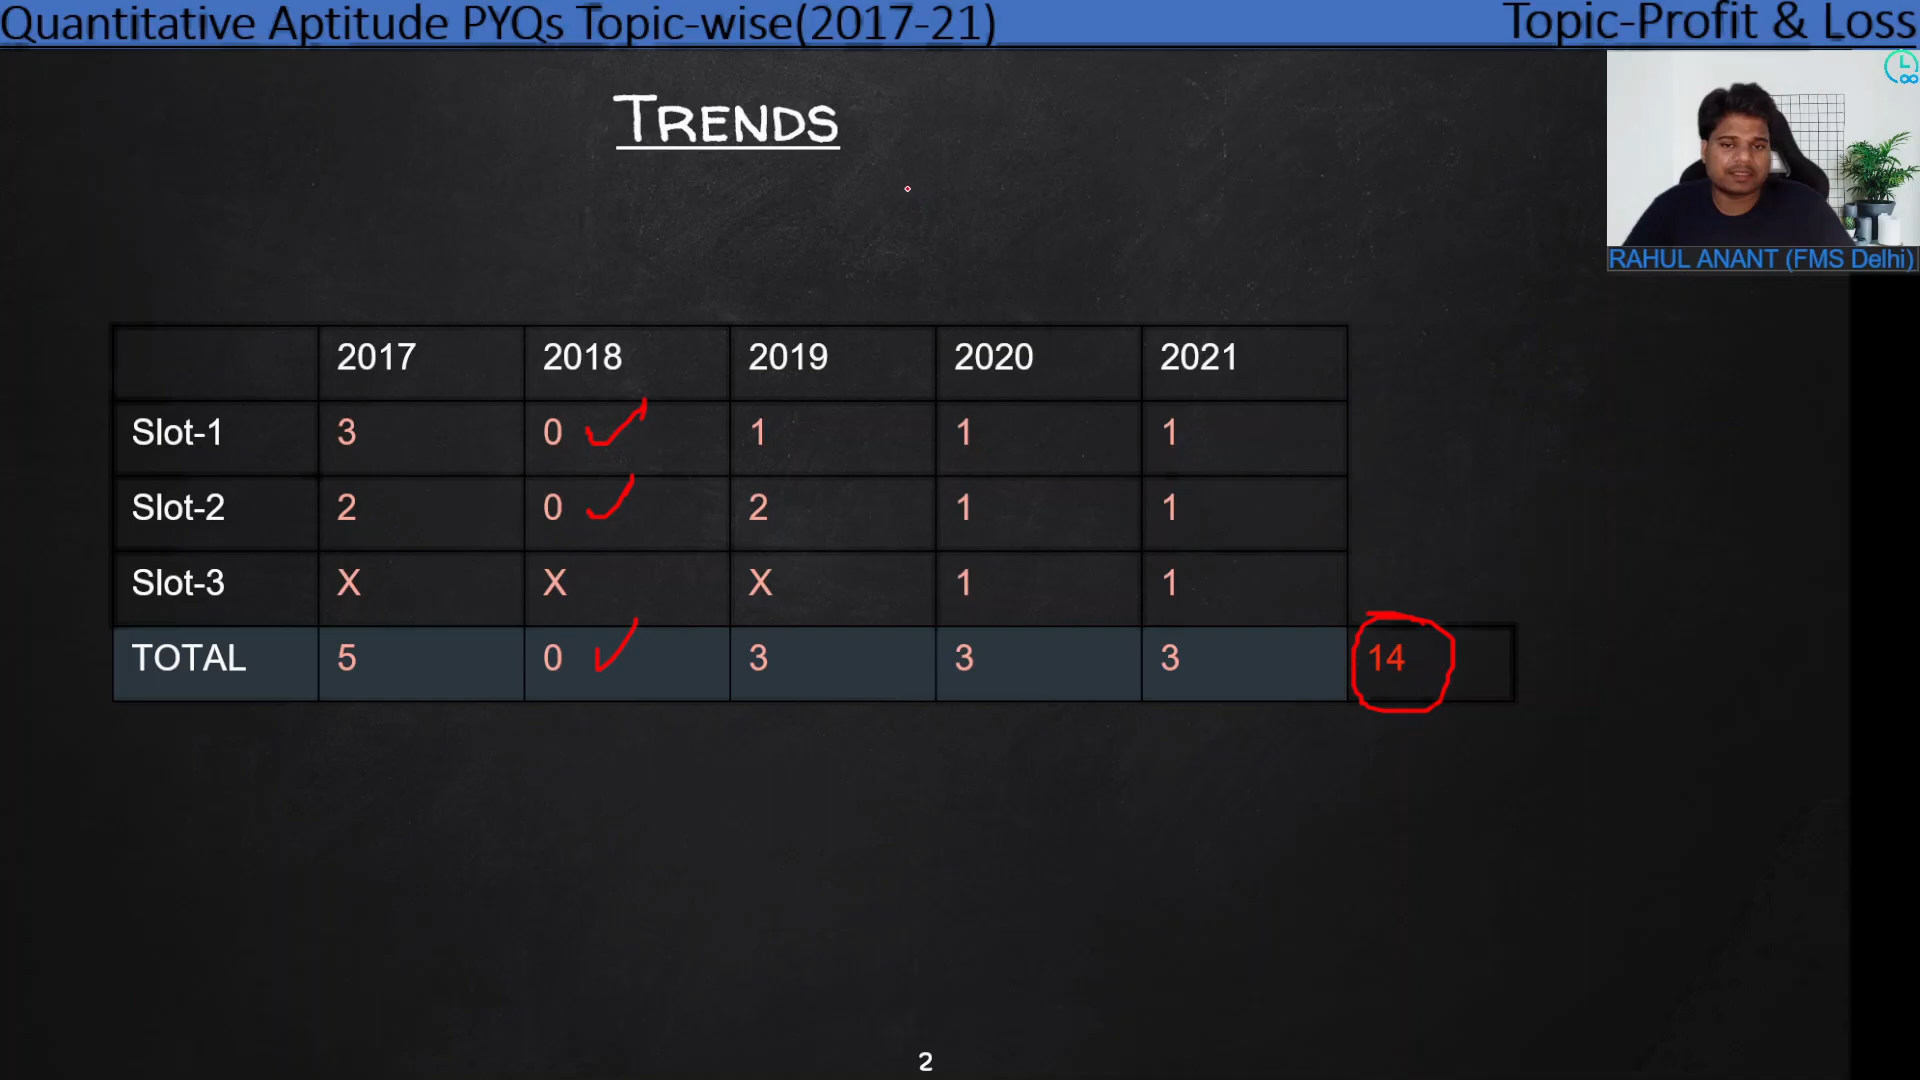 Quantitative Aptitude PYQs Topic-wise(2017-21)
Topic-Profit & Loss
TRENDS
RAHUL ANANT (FMS Delhi)
2017 2018 2019 2020 2021
Slot-1 3 0 1 1 1
Slot-2 2 0 2 1 1
Slot-3 X X X 1 1
TOTAL 5 0 3 3 3 14
2